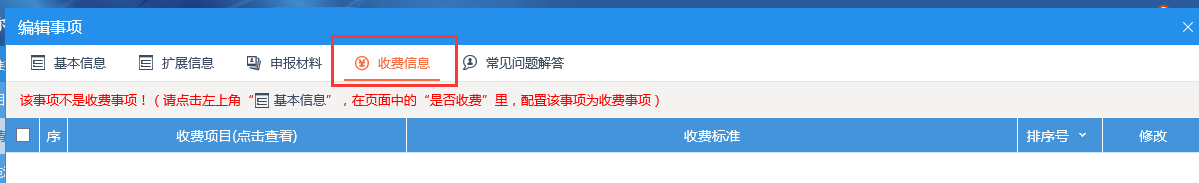 编辑事项
基本信息 扩展信息 申报材料 收费信息 常见问题解答
该事项不是收费事项！（请点击左上角“基本信息”，在页面中的“是否收费”里，配置该事项为收费事项）
序 收费项目(点击查看) 收费标准 排序号 修改